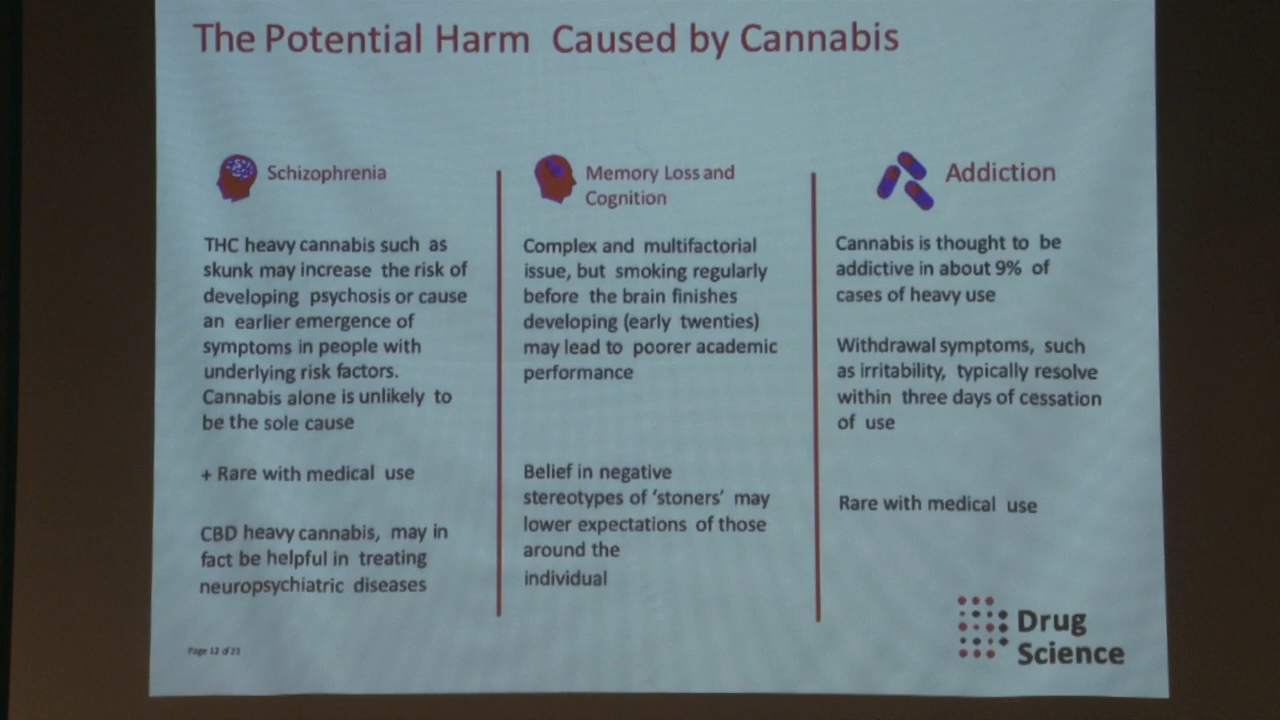 The Potential Harm Caused by Cannabis
Schizophrenia
THC heavy cannabis such as
skunk may increase the risk of
developing psychosis or cause
an earlier emergence of
symptoms in people with
underlying risk factors.
Cannabis alone is unlikely to
be the sole cause
+ Rare with medical use
CBD heavy cannabis, may in
fact be helpful in treating
neuropsychiatric diseases
Memory Loss and
Cognition
Complex and multifactorial
issue, but smoking regularly
before the brain finishes
developing (early twenties)
may lead to poorer academic
performance
Belief in negative
stereotypes of ‘stoners’ may
lower expectations of those
around the
individual
Addiction
Cannabis is thought to be
addictive in about 9% of
cases of heavy use
Withdrawal symptoms, such
as irritability, typically resolve
within three days of cessation
of use
Rare with medical use
Page 12 of 23
Drug
Science